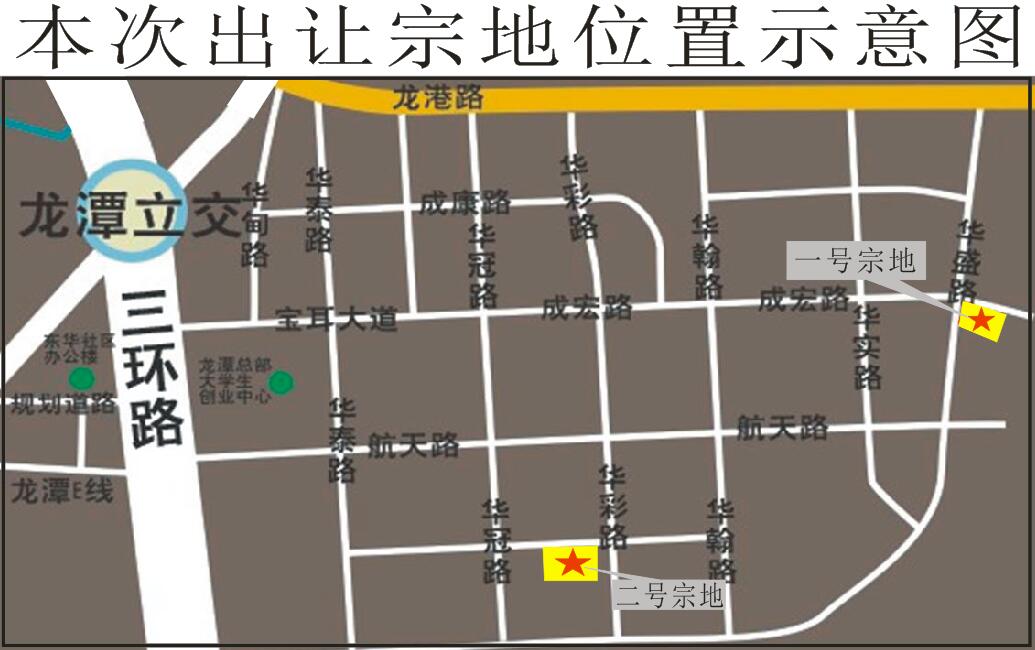 本次出让宗地位置示意图
龙港路
龙潭立交
华甸路
华泰路
成康路
华冠路
华彩路
华翰路
华盛路
一号宗地
宝耳大道
成宏路
成宏路
华实路
三环路
东华社区
办公楼
规划道路
龙潭总部
大学生
创业中心
华泰路
航天路
航天路
龙潭E线
华冠路
华彩路
华翰路
二号宗地